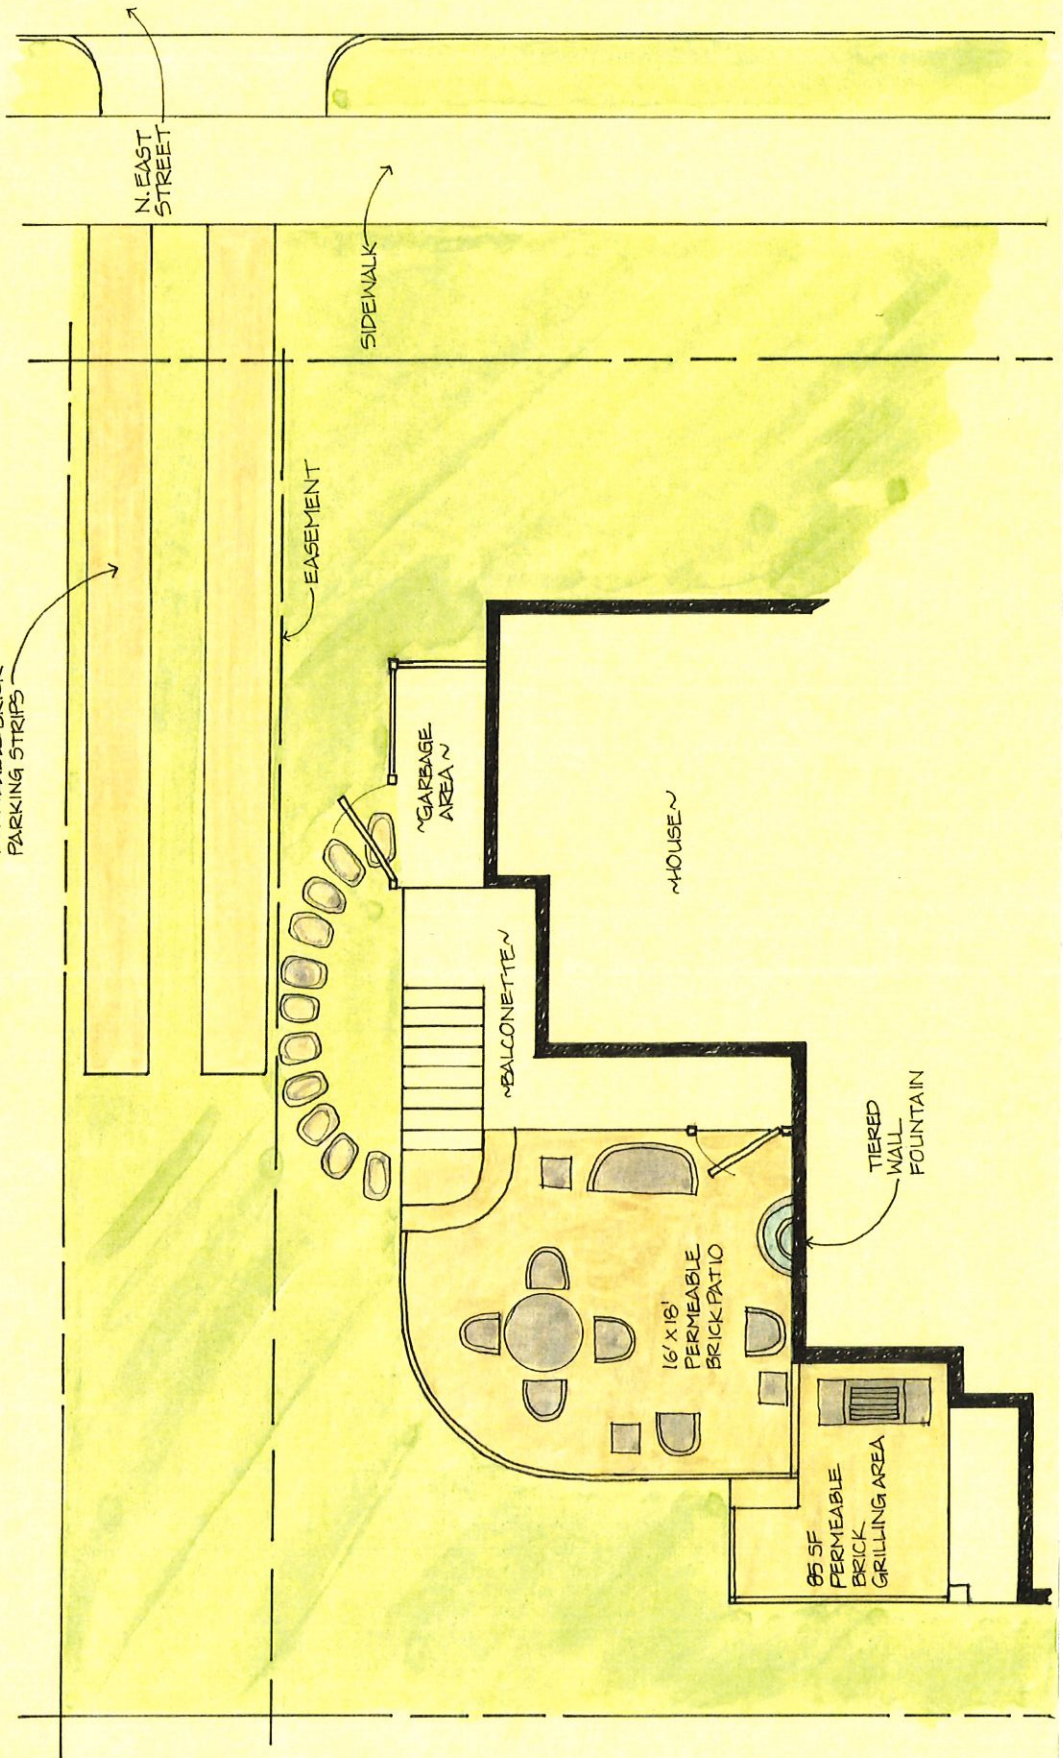 PARKING STRIPS
N. EAST
STREET
EASEMENT
SIDEWALK
~GARBAGE
AREA~
~BALCONETTE~
~HOUSE~
16' X 18'
PERMEABLE
BRICK PATIO
85 SF
PERMEABLE
BRICK
GRILLING AREA
TIERED
WALL
FOUNTAIN